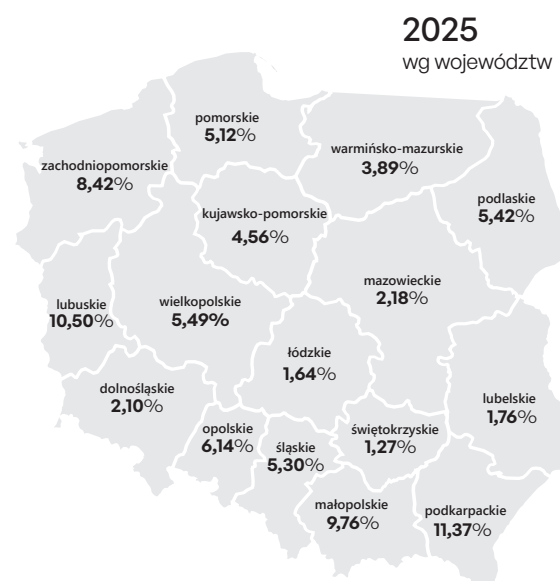 2025
wg województw
pomorskie
5,12%
warmińsko-mazurskie
3,89%
zachodniopomorskie
8,42%
podlaskie
5,42%
kujawsko-pomorskie
4,56%
mazowieckie
2,18%
lubuskie
10,50%
wielkopolskie
5,49%
łódzkie
1,64%
dolnośląskie
2,10%
lubelskie
1,76%
opolskie
6,14%
śląskie
5,30%
świętokrzyskie
1,27%
małopolskie
9,76%
podkarpackie
11,37%